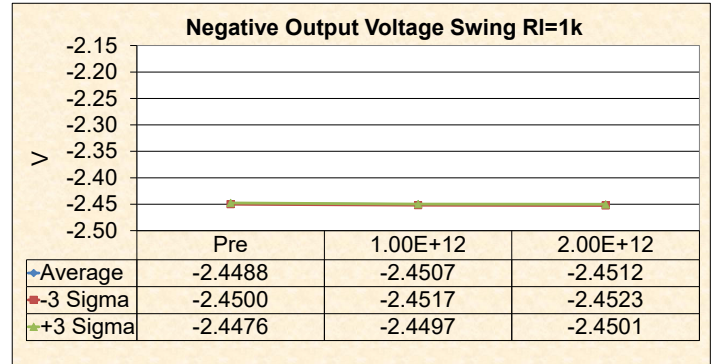 Negative Output Voltage Swing Rl=1k
-2.15
-2.20
-2.25
-2.30
-2.35
-2.40
-2.45
-2.50
V
Pre 1.00E+12 2.00E+12
Average -2.4488 -2.4507 -2.4512
-3 Sigma -2.4500 -2.4517 -2.4523
+3 Sigma -2.4476 -2.4497 -2.4501